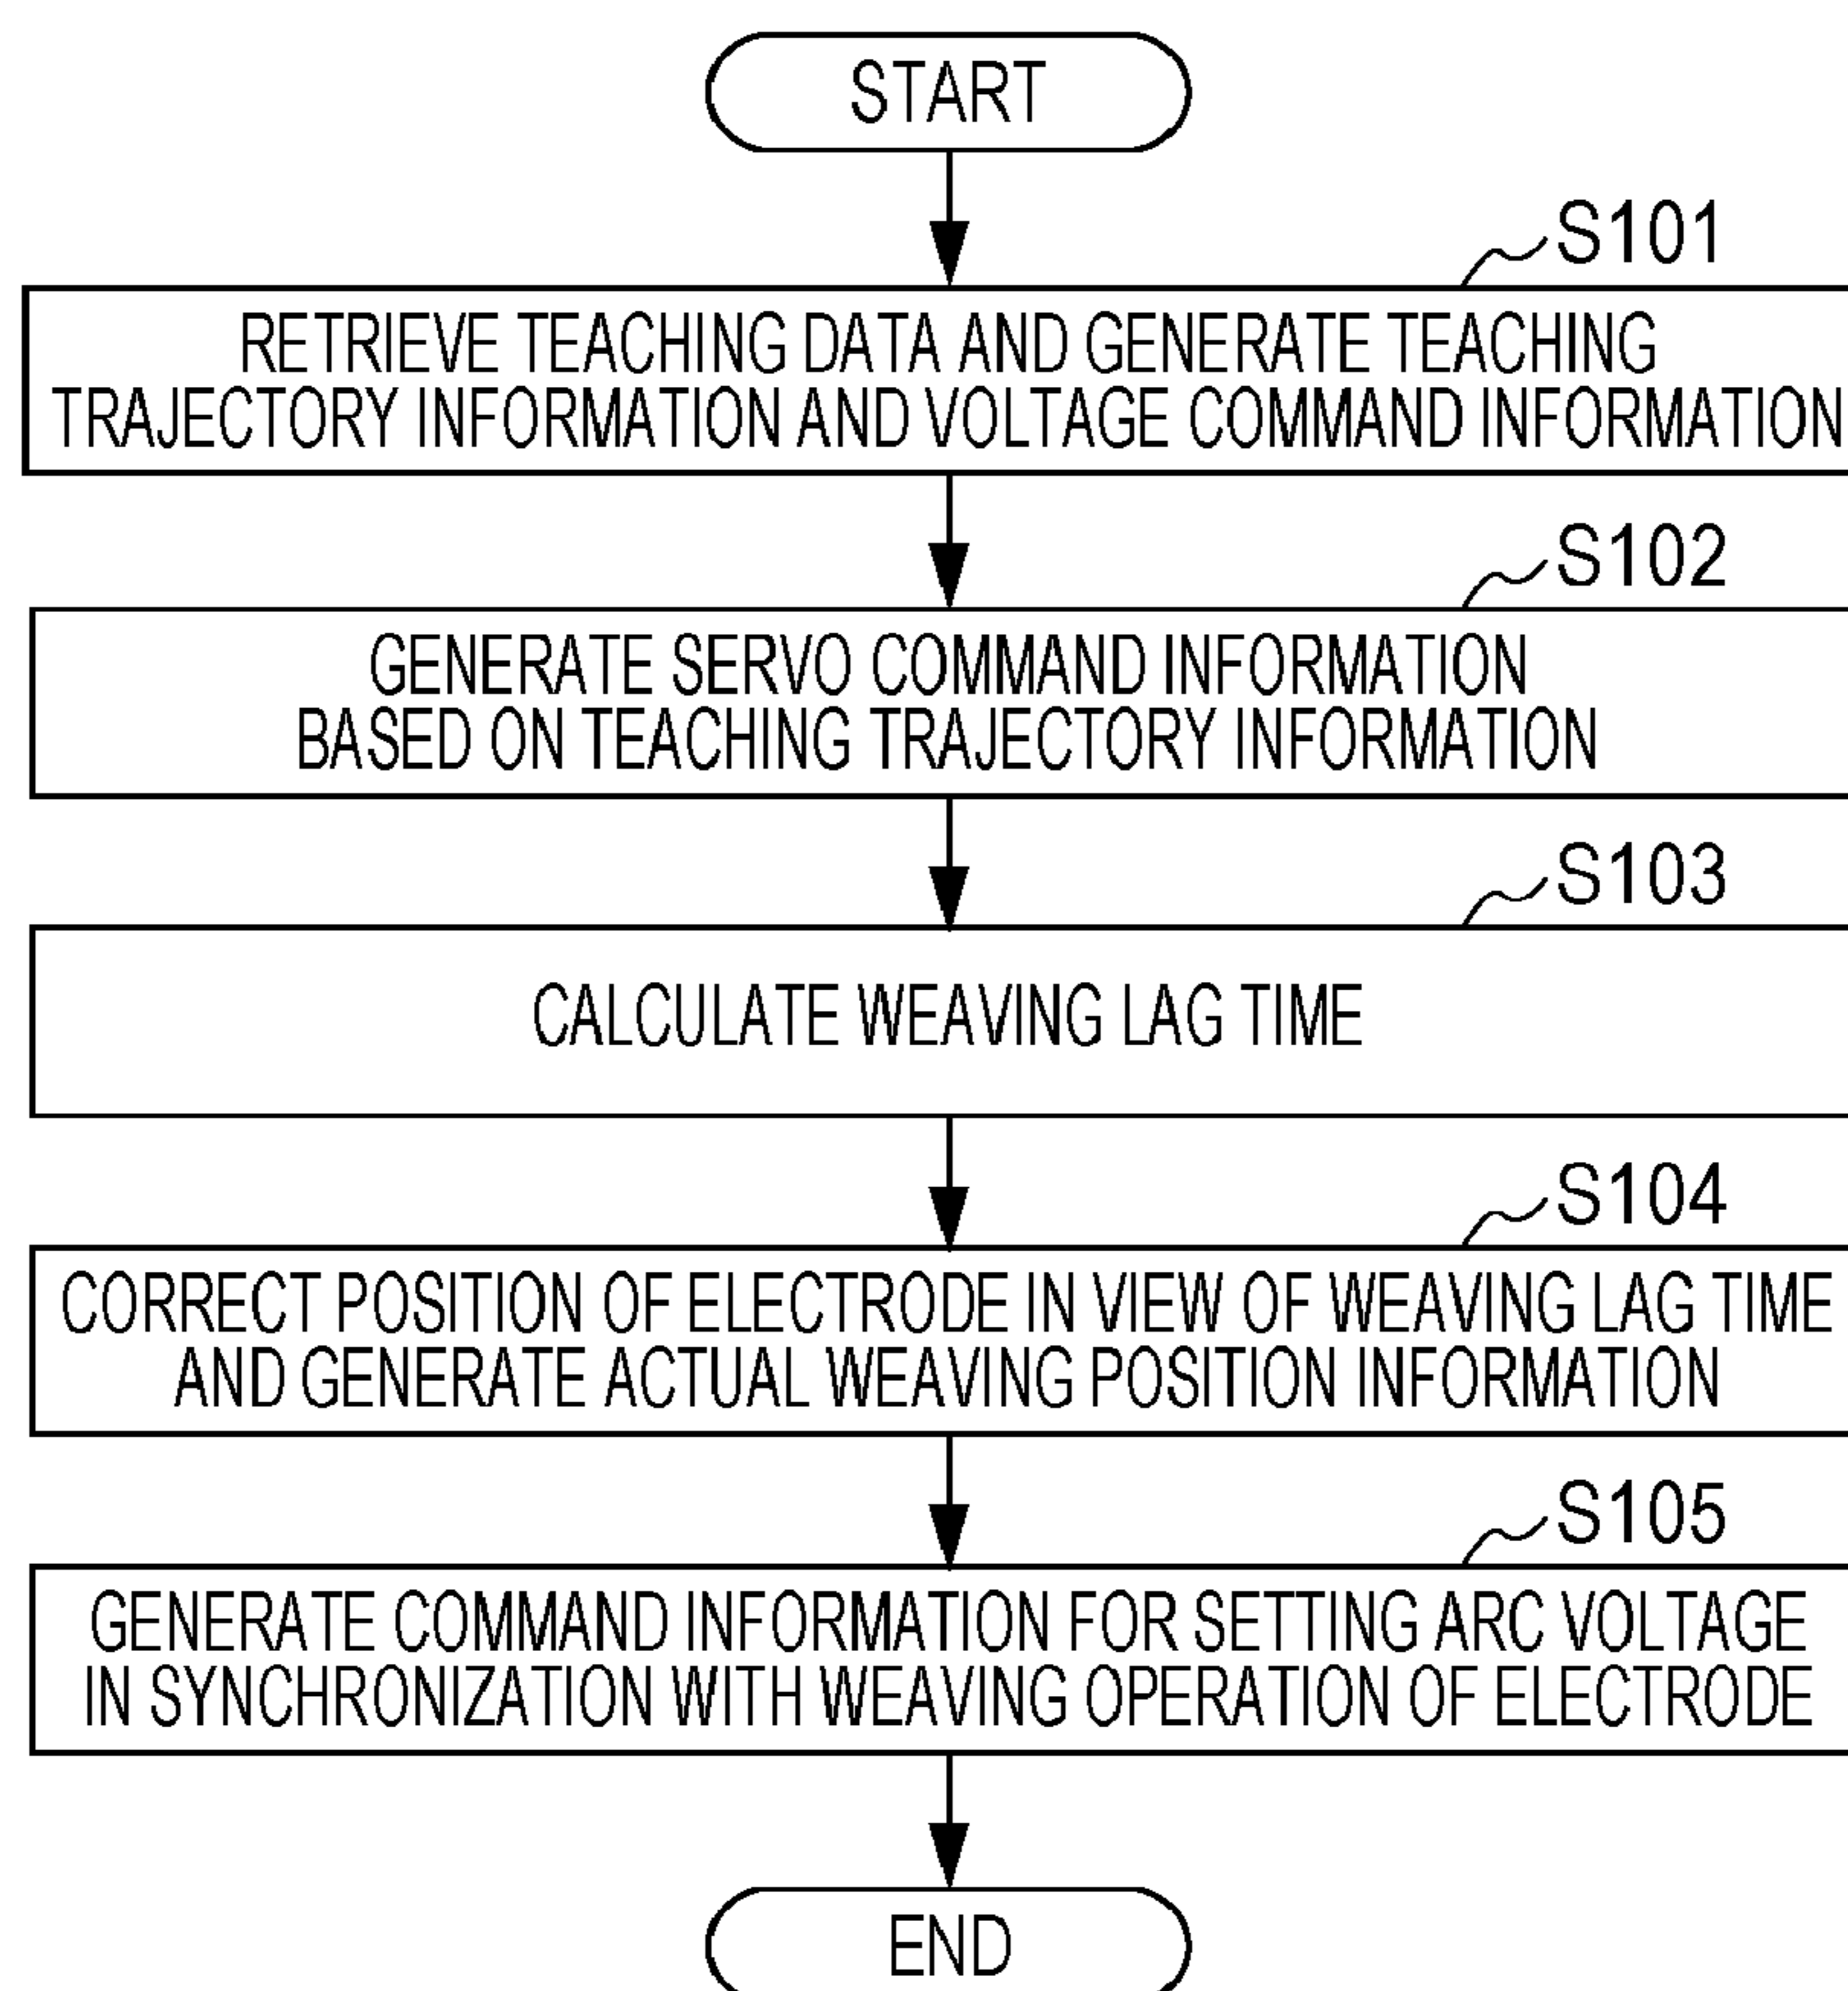 START
S101
RETRIEVE TEACHING DATA AND GENERATE TEACHING
TRAJECTORY INFORMATION AND VOLTAGE COMMAND INFORMATION
S102
GENERATE SERVO COMMAND INFORMATION
BASED ON TEACHING TRAJECTORY INFORMATION
S103
CALCULATE WEAVING LAG TIME
S104
CORRECT POSITION OF ELECTRODE IN VIEW OF WEAVING LAG TIME
AND GENERATE ACTUAL WEAVING POSITION INFORMATION
S105
GENERATE COMMAND INFORMATION FOR SETTING ARC VOLTAGE
IN SYNCHRONIZATION WITH WEAVING OPERATION OF ELECTRODE
END